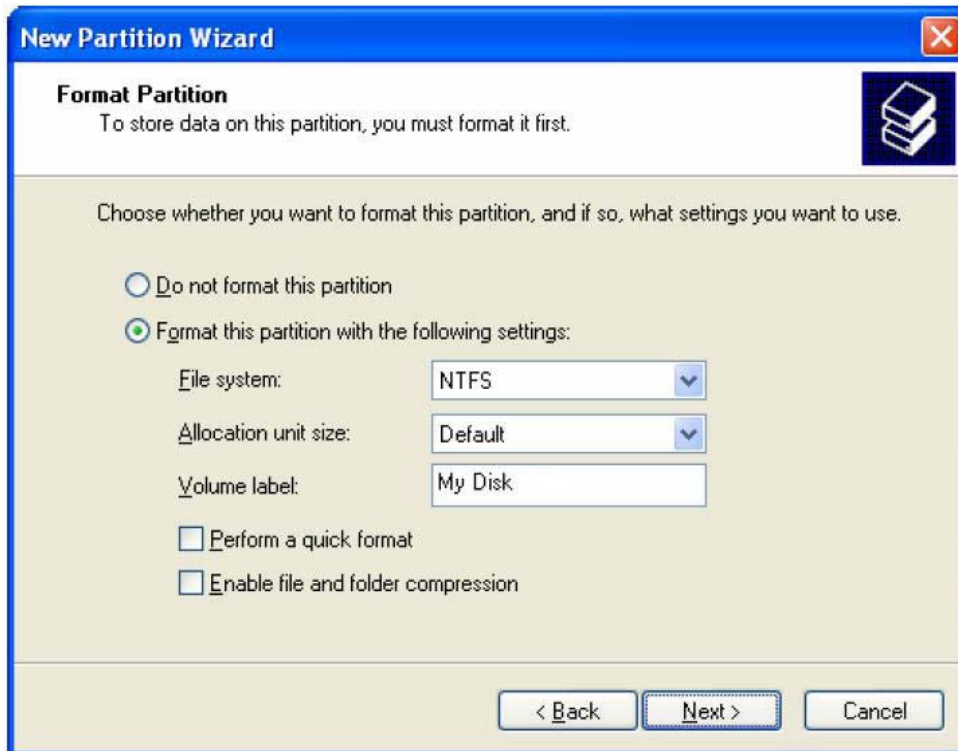 New Partition Wizard
Format Partition
To store data on this partition, you must format it first.
Choose whether you want to format this partition, and if so, what settings you want to use.
Do not format this partition
Format this partition with the following settings:
File system: NTFS
Allocation unit size: Default
Volume label: My Disk
Perform a quick format
Enable file and folder compression
< Back Next > Cancel